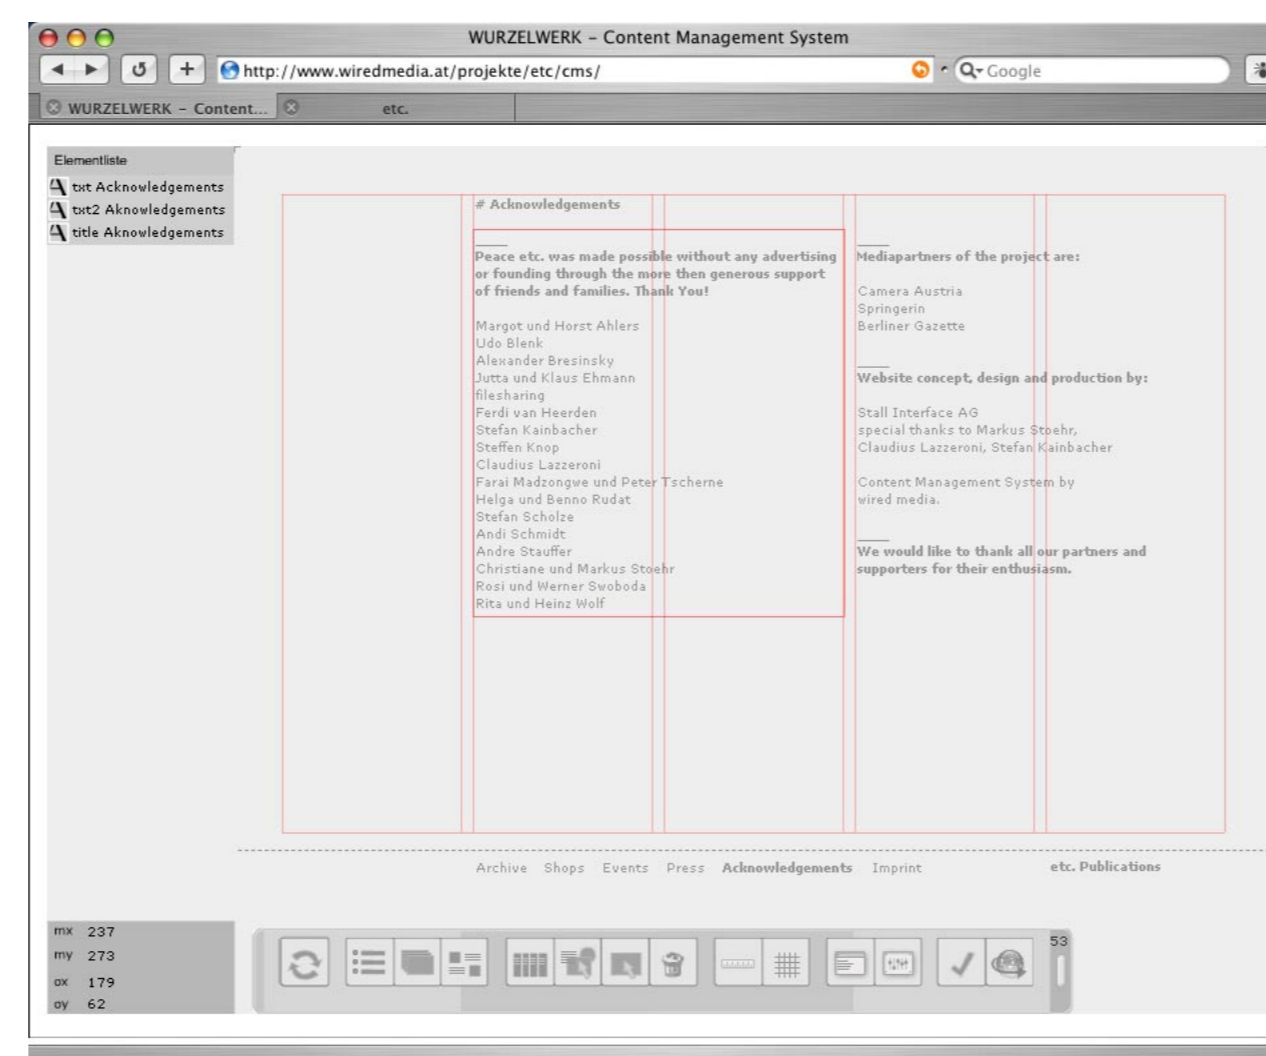 WURZELWERK – Content Management System
http://www.wiredmedia.at/projekte/etc/cms/
Google
WURZELWERK – Content...
etc.
Elementliste
txt Acknowledgements
txt2 Aknowledgements
title Aknowledgements
# Acknowledgements
Peace etc. was made possible without any advertising
or founding through the more then generous support
of friends and families. Thank You!
Margot und Horst Ahlers
Udo Blenk
Alexander Bresinsky
Jutta und Klaus Ehmann
filesharing
Ferdi van Heerden
Stefan Kainbacher
Steffen Knop
Claudius Lazzeroni
Farai Madzongwe und Peter Tscherne
Helga und Benno Rudat
Stefan Scholze
Andi Schmidt
Andre Stauffer
Christiane und Markus Stoehr
Rosi und Werner Swoboda
Rita und Heinz Wolf
Mediapartners of the project are:
Camera Austria
Springerin
Berliner Gazette
Website concept, design and production by:
Stall Interface AG
special thanks to Markus Stoehr,
Claudius Lazzeroni, Stefan Kainbacher
Content Management System by
wired media.
We would like to thank all our partners and
supporters for their enthusiasm.
Archive Shops Events Press Acknowledgements Imprint
etc. Publications
mx 237
my 273
ox 179
oy 62
53